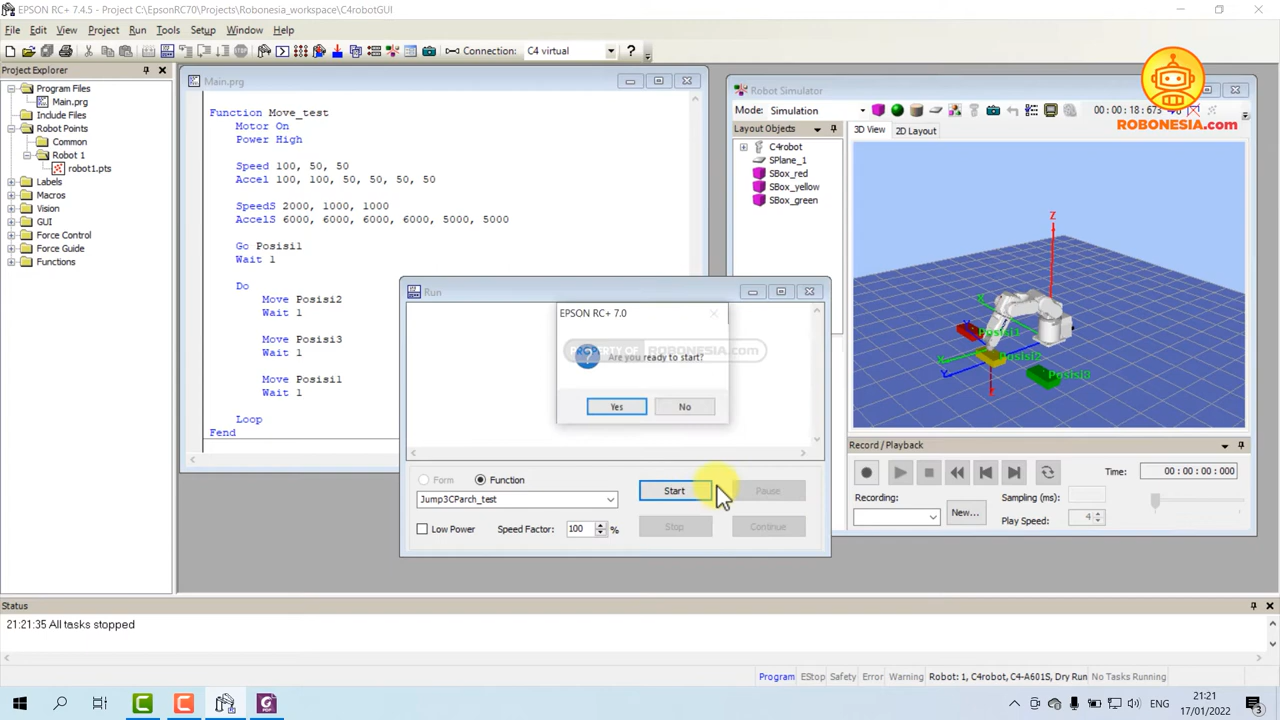 EPSON RC+ 7.4.5 - Project C:\EpsonRC70\Projects\Robonesia_workspace\C4robotGUI
File Edit View Project Run Tools Setup Window Help
Connection: C4 virtual ?
Project Explorer
Program Files
Main.prg
Include Files
Robot Points
Common
Robot 1
robot1.pts
Labels
Macros
Vision
GUI
Force Control
Force Guide
Functions
Main.prg
Function Move_test
Motor On
Power High
Speed 100, 50, 50
Accel 100, 100, 50, 50, 50, 50
SpeedS 2000, 1000, 1000
AccelS 6000, 6000, 6000, 6000, 5000, 5000
Go Posisi1
Wait 1
Do
Move Posisi2
Wait 1
Move Posisi3
Wait 1
Move Posisi1
Wait 1
Loop
Fend
Run
EPSON RC+ 7.0
PROPERTY OF ROBONESIA.com
Are you ready to start?
Yes No
Form Function
Jump3CParch_test
Start Pause
Low Power Speed Factor: 100 %
Stop Continue
Robot Simulator
Mode: Simulation 00 : 00 : 18 : 673
ROBONESIA.com
Layout Objects
C4robot
SPlane_1
SBox_red
SBox_yellow
SBox_green
3D View 2D Layout
Z
X
Y
Posisi1
X
Posisi2
Y
Posisi3
Record / Playback
Time: 00 : 00 : 00 : 000
Recording: Sampling (ms):
New... Play Speed: 4
Status
21:21:35 All tasks stopped
Program EStop Safety Error Warning Robot: 1, C4robot, C4-A601S, Dry Run No Tasks Running
ENG 21:21
17/01/2022
3